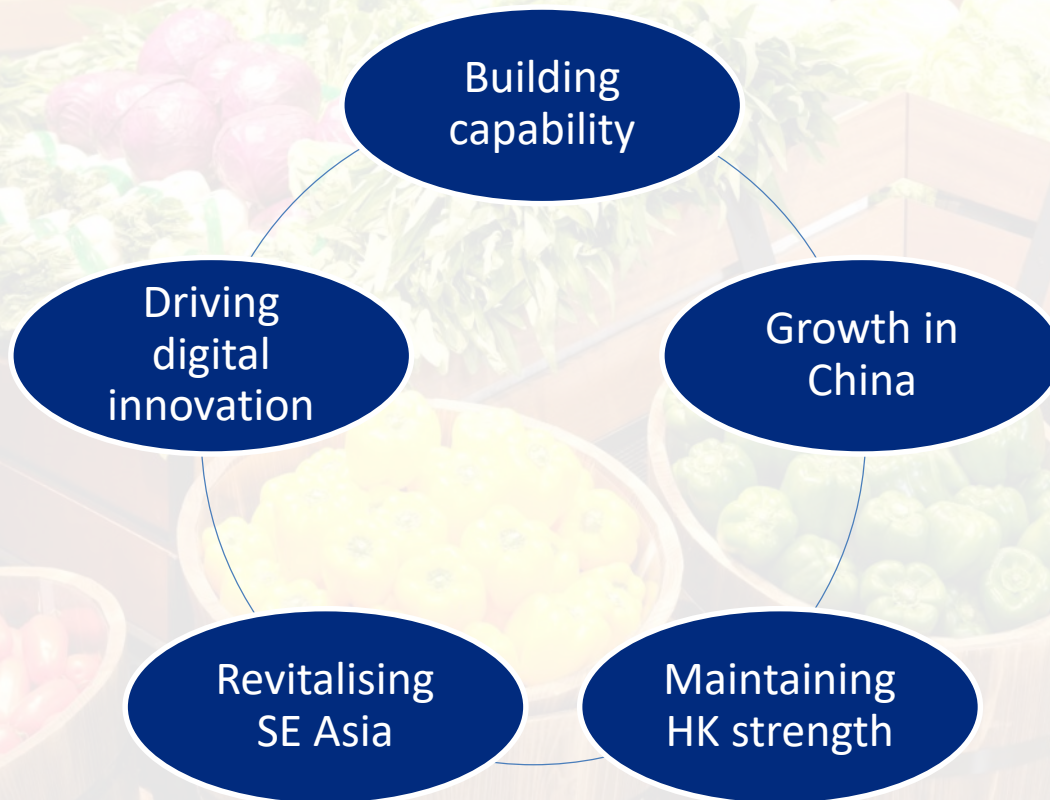 Building
capability
Growth in
China
Maintaining
HK strength
Revitalising
SE Asia
Driving
digital
innovation